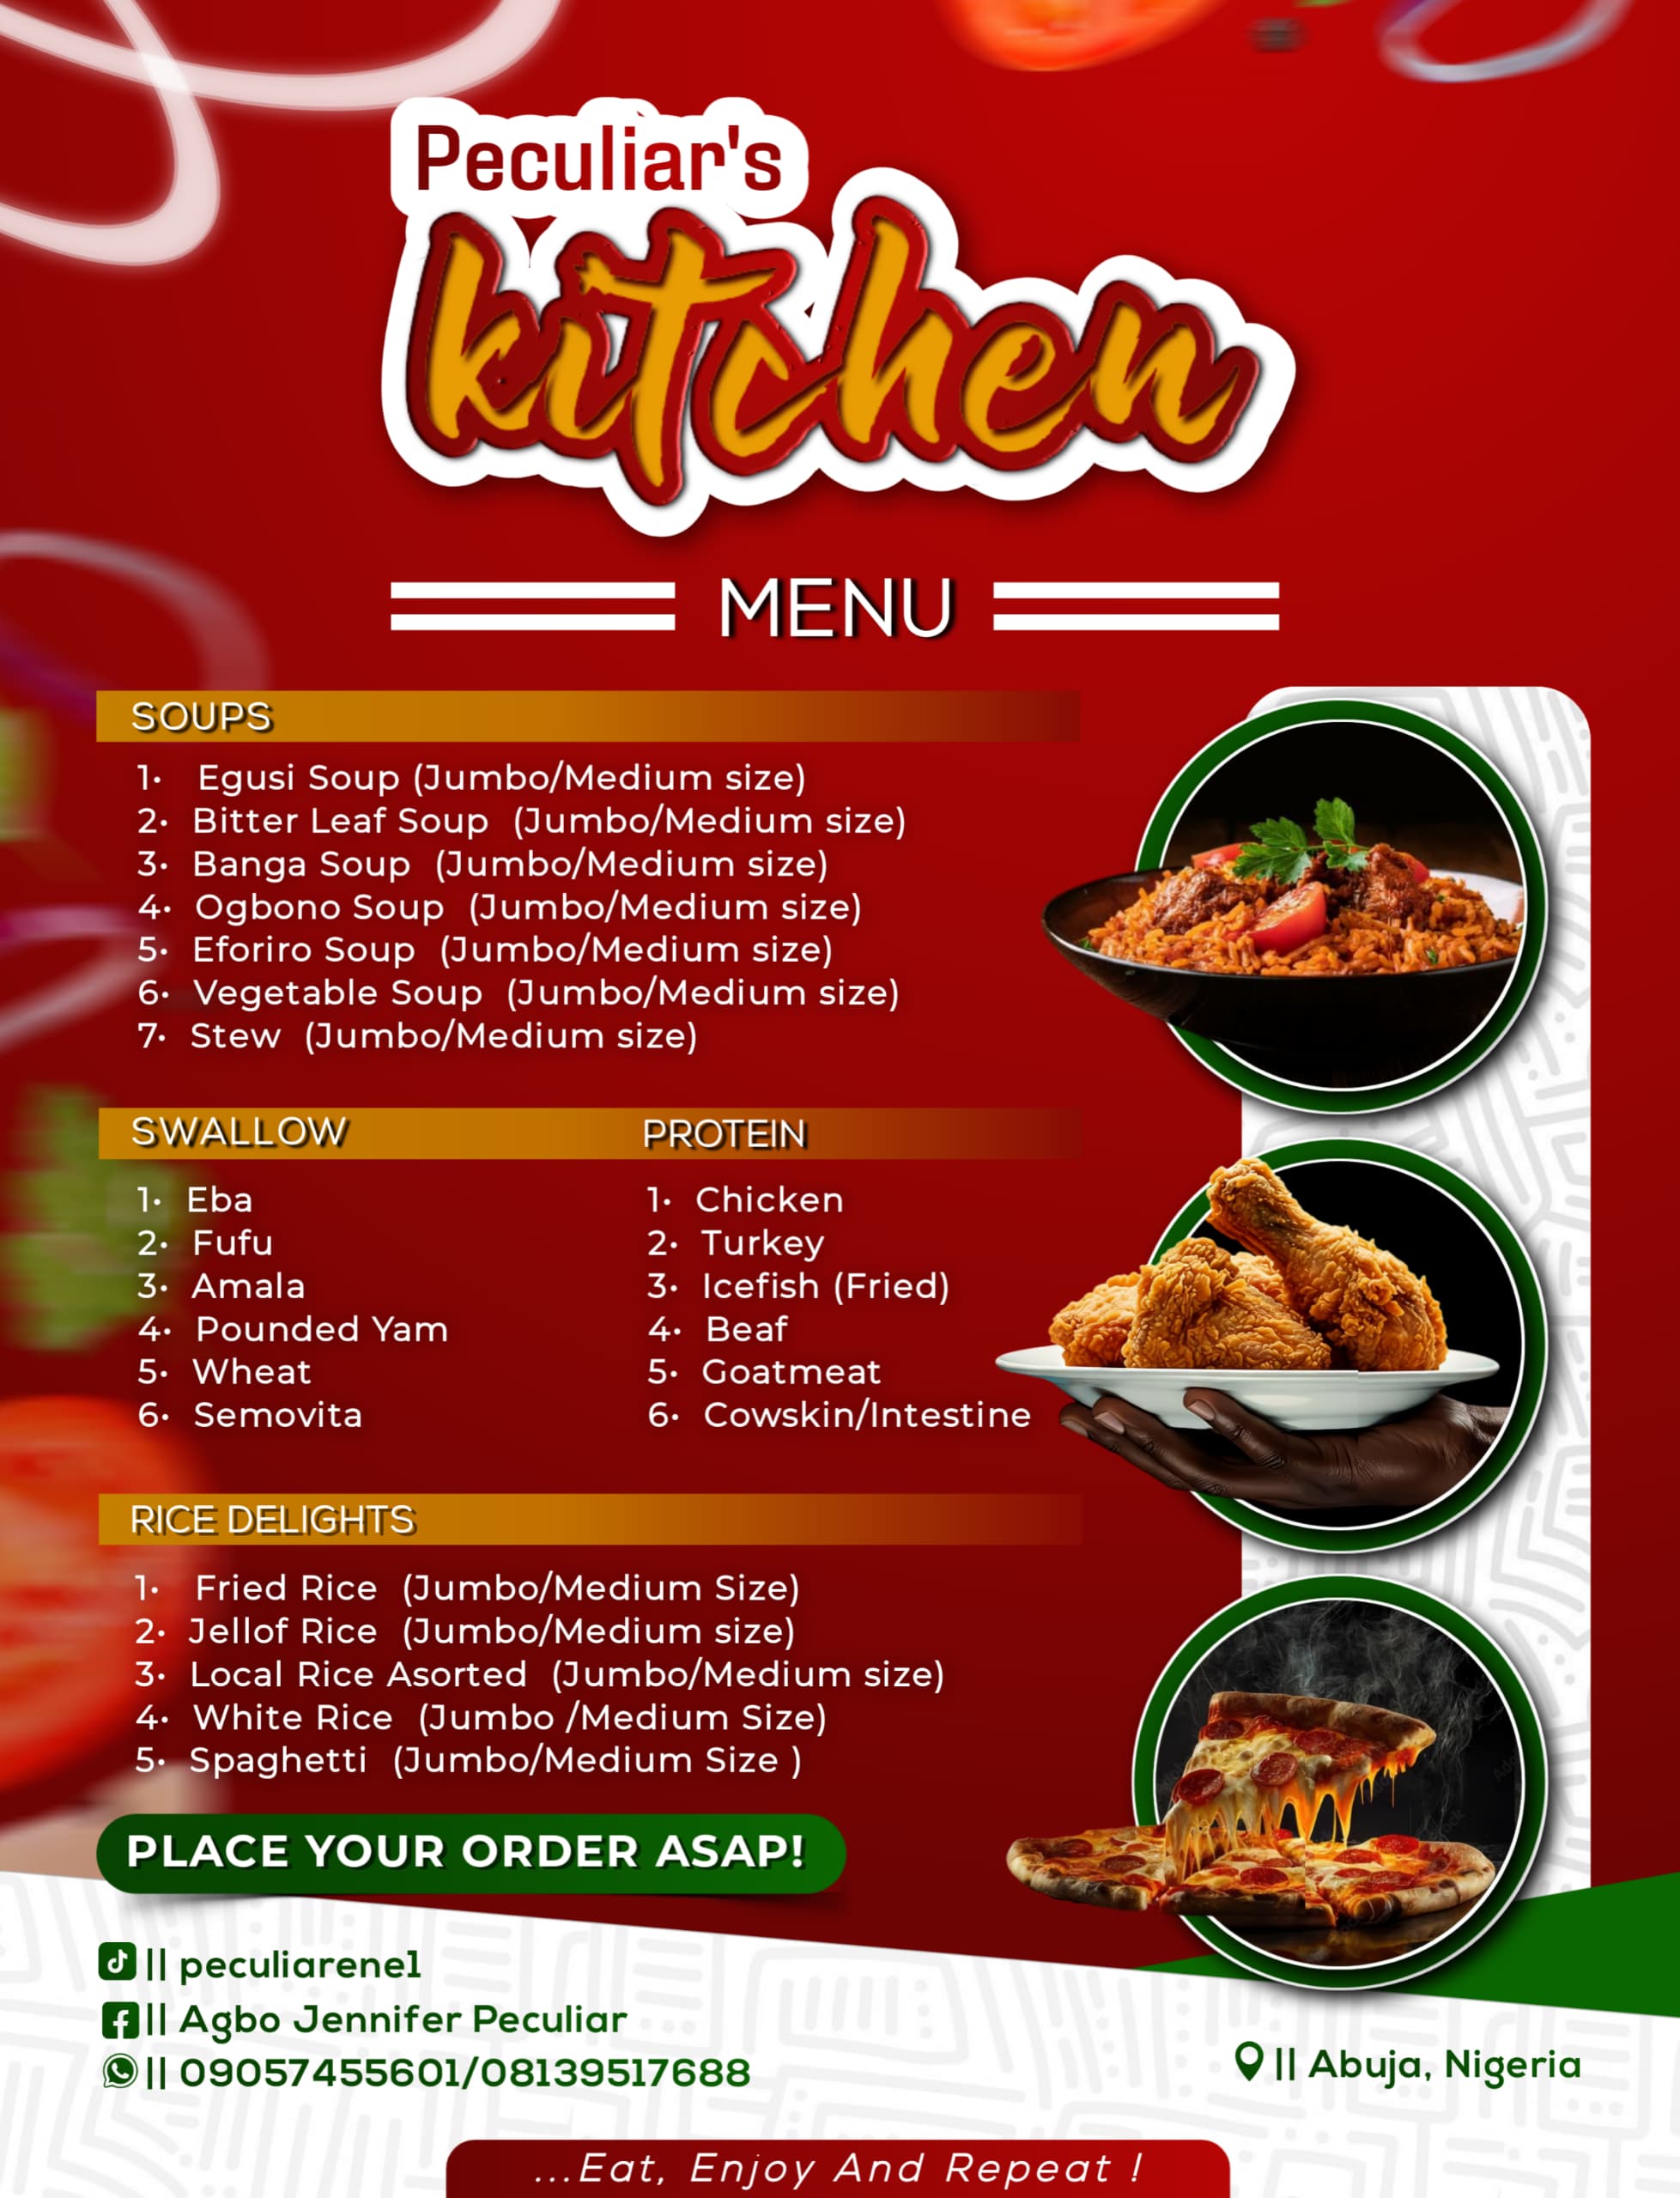 Peculiar's
kitchen
MENU
SOUPS
1. Egusi Soup (Jumbo/Medium size)
2. Bitter Leaf Soup (Jumbo/Medium size)
3. Banga Soup (Jumbo/Medium size)
4. Ogbono Soup (Jumbo/Medium size)
5. Eforiro Soup (Jumbo/Medium size)
6. Vegetable Soup (Jumbo/Medium size)
7. Stew (Jumbo/Medium size)
SWALLOW
1. Eba
2. Fufu
3. Amala
4. Pounded Yam
5. Wheat
6. Semovita
PROTEIN
1. Chicken
2. Turkey
3. Icefish (Fried)
4. Beaf
5. Goatmeat
6. Cowskin/Intestine
RICE DELIGHTS
1. Fried Rice (Jumbo/Medium Size)
2. Jellof Rice (Jumbo/Medium size)
3. Local Rice Asorted (Jumbo/Medium size)
4. White Rice (Jumbo /Medium Size)
5. Spaghetti (Jumbo/Medium Size )
PLACE YOUR ORDER ASAP!
|| peculiarene1
|| Agbo Jennifer Peculiar
|| 09057455601/08139517688
|| Abuja, Nigeria
...Eat, Enjoy And Repeat !